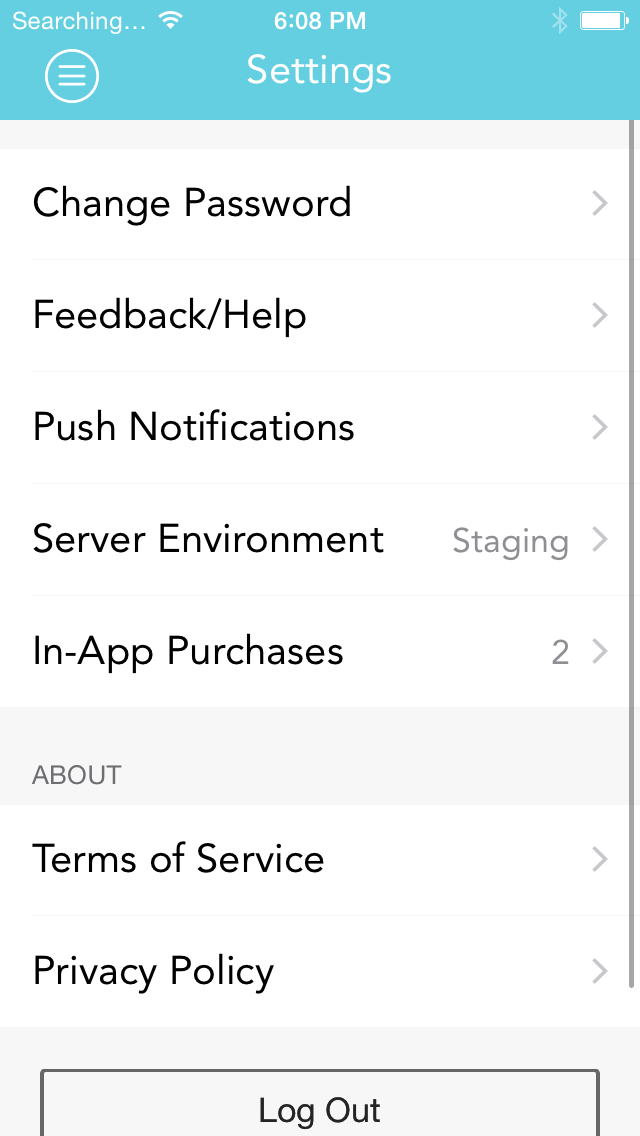 Searching... 6:08 PM
Settings
Change Password
Feedback/Help
Push Notifications
Server Environment Staging
In-App Purchases 2
ABOUT
Terms of Service
Privacy Policy
Log Out